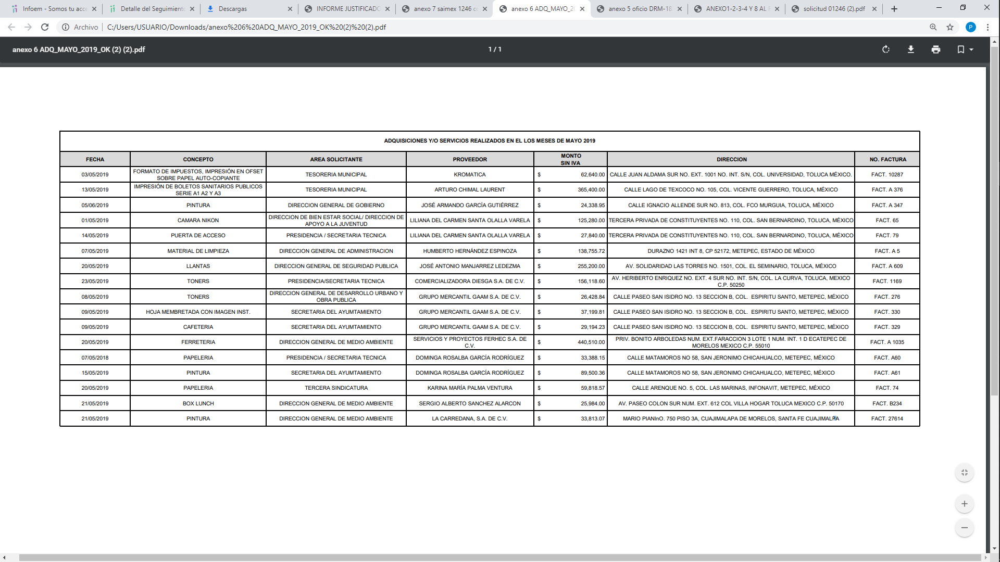 Infoem - Somos tu acc
Detalle del Seguimiento
Descargas
INFORME JUSTIFICADO
anexo 7 saimex 1246 c
anexo 6 ADQ_MAYO_20
anexo 5 oficio DRM-18
ANEXO1-2-3-4 Y 8 AL
solicitud 01246 (2).pdf
Archivo C:/Users/USUARIO/Downloads/anexo%206%20ADQ_MAYO_2019_OK%20(2)%20(2).pdf
P
anexo 6 ADQ_MAYO_2019_OK (2) (2).pdf
1 / 1
ADQUISICIONES Y/O SERVICIOS REALIZADOS EN EL LOS MESES DE MAYO 2019
FECHA CONCEPTO AREA SOLICITANTE PROVEEDOR MONTO SIN IVA DIRECCION NO. FACTURA
03/05/2019 FORMATO DE IMPUESTOS, IMPRESIÓN EN OFSET SOBRE PAPEL AUTO-COPIANTE TESORERIA MUNICIPAL KROMATICA $ 62,640.00 CALLE JUAN ALDAMA SUR NO. EXT. 1001 NO. INT. S/N, COL. UNIVERSIDAD, TOLUCA MÉXICO. FACT. 10287
13/05/2019 IMPRESIÓN DE BOLETOS SANITARIOS PUBLICOS SERIE A1 A2 Y A3 TESORERIA MUNICIPAL ARTURO CHIMAL LAURENT $ 365,400.00 CALLE LAGO DE TEXCOCO NO. 105, COL. VICENTE GUERRERO, TOLUCA, MÉXICO FACT. A 376
05/06/2019 PINTURA DIRECCION GENERAL DE GOBIERNO JOSÉ ARMANDO GARCÍA GUTIÉRREZ $ 24,338.95 CALLE IGNACIO ALLENDE SUR NO. 813, COL. FCO MURGUIA, TOLUCA, MÉXICO FACT. A 347
01/05/2019 CAMARA NIKON DIRECCION DE BIEN ESTAR SOCIAL/ DIRECCION DE APOYO A LA JUVENTUD LILIANA DEL CARMEN SANTA OLALLA VARELA $ 125,280.00 TERCERA PRIVADA DE CONSTITUYENTES NO. 110, COL. SAN BERNARDINO, TOLUCA, MÉXICO FACT. 65
14/05/2019 PUERTA DE ACCESO PRESIDENCIA / SECRETARIA TECNICA LILIANA DEL CARMEN SANTA OLALLA VARELA $ 27,840.00 TERCERA PRIVADA DE CONSTITUYENTES NO. 110, COL. SAN BERNARDINO, TOLUCA, MÉXICO FACT. 79
07/05/2019 MATERIAL DE LIMPIEZA DIRECCION GENERAL DE ADMINISTRACION HUMBERTO HERNÁNDEZ ESPINOZA $ 138,755.72 DURAZNO 1421 INT 8, CP 52172, METEPEC, ESTADO DE MÉXICO FACT. A 5
20/05/2019 LLANTAS DIRECCION GENERAL DE SEGURIDAD PUBLICA JOSÉ ANTONIO MANJARREZ LEDEZMA $ 255,200.00 AV. SOLIDARIDAD LAS TORRES NO. 1501, COL. EL SEMINARIO, TOLUCA, MÉXICO FACT. A 609
23/05/2019 TONERS PRESIDENCIA/SECRETARIA TECNICA COMERCIALIZADORA DIESGA S.A. DE C.V. $ 156,118.60 AV. HERIBERTO ENRIQUEZ NO. EXT. 4 SUR NO. INT. S/N, COL. LA CURVA, TOLUCA, MEXICO C.P. 50250 FACT. 1169
08/05/2019 TONERS DIRECCION GENERAL DE DESARROLLO URBANO Y OBRA PUBLICA GRUPO MERCANTIL GAAM S.A. DE C.V. $ 26,428.84 CALLE PASEO SAN ISIDRO NO. 13 SECCION B, COL. ESPIRITU SANTO, METEPEC, MÉXICO FACT. 276
09/05/2019 HOJA MEMBRETADA CON IMAGEN INST. SECRETARIA DEL AYUMTAMIENTO GRUPO MERCANTIL GAAM S.A. DE C.V. $ 37,199.81 CALLE PASEO SAN ISIDRO NO. 13 SECCION B, COL. ESPIRITU SANTO, METEPEC, MÉXICO FACT. 330
09/05/2019 CAFETERIA SECRETARIA DEL AYUMTAMIENTO GRUPO MERCANTIL GAAM S.A. DE C.V. $ 29,194.23 CALLE PASEO SAN ISIDRO NO. 13 SECCION B, COL. ESPIRITU SANTO, METEPEC, MÉXICO FACT. 329
20/05/2019 FERRETERIA DIRECCION GENERAL DE MEDIO AMBIENTE SERVICIOS Y PROYECTOS FERHEC S.A. DE C.V. $ 440,510.00 PRIV. BONITO ARBOLEDAS NUM. EXT.FARACCION 3 LOTE 1 NUM. INT. 1 D ECATEPEC DE MORELOS MEXICO C.P. 55010 FACT. A 1035
07/05/2018 PAPELERIA PRESIDENCIA / SECRETARIA TECNICA DOMINGA ROSALBA GARCÍA RODRÍGUEZ $ 33,388.15 CALLE MATAMOROS NO 58, SAN JERONIMO CHICAHUALCO, METEPEC, MÉXICO FACT. A60
15/05/2019 PINTURA SECRETARIA DEL AYUMTAMIENTO DOMINGA ROSALBA GARCÍA RODRÍGUEZ $ 89,500.36 CALLE MATAMOROS NO 58, SAN JERONIMO CHICAHUALCO, METEPEC, MÉXICO FACT. A61
20/05/2019 PAPELERIA TERCERA SINDICATURA KARINA MARÍA PALMA VENTURA $ 59,818.57 CALLE ARENQUE NO. 5, COL. LAS MARINAS, INFONAVIT, METEPEC, MÉXICO FACT. 74
21/05/2019 BOX LUNCH DIRECCION GENERAL DE MEDIO AMBIENTE SERGIO ALBERTO SANCHEZ ALARCON $ 25,984.00 AV. PASEO COLON SUR NUM. EXT. 612 COL VILLA HOGAR TOLUCA MEXICO C.P. 50170 FACT. B234
21/05/2019 PINTURA DIRECCION GENERAL DE MEDIO AMBIENTE LA CARREDANA, S.A. DE C.V. $ 33,813.07 MARIO PIANInO. 750 PISO 3A, CUAJIMALAPA DE MORELOS, SANTA FE CUAJIMALPA FACT. 27614